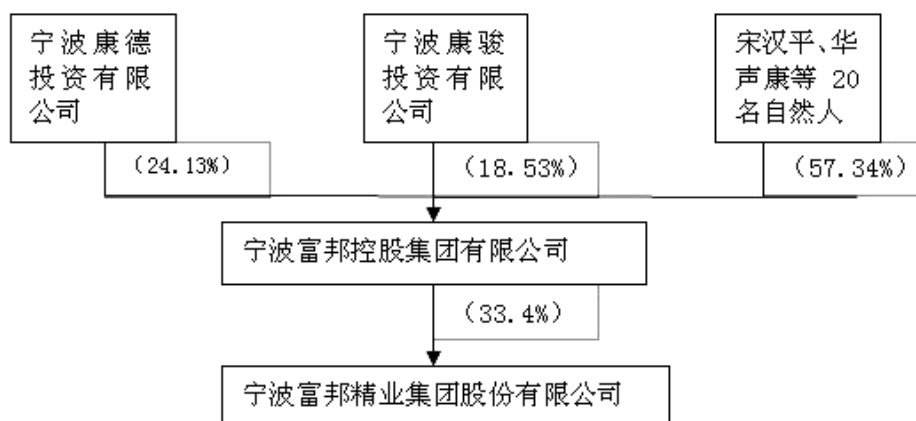 宁波康德
投资有限
公司
宁波康骏
投资有限
公司
宋汉平、华
声康等 20
名自然人
（24.13%）
（18.53%）
（57.34%）
宁波富邦控股集团有限公司
（33.4%）
宁波富邦精业集团股份有限公司